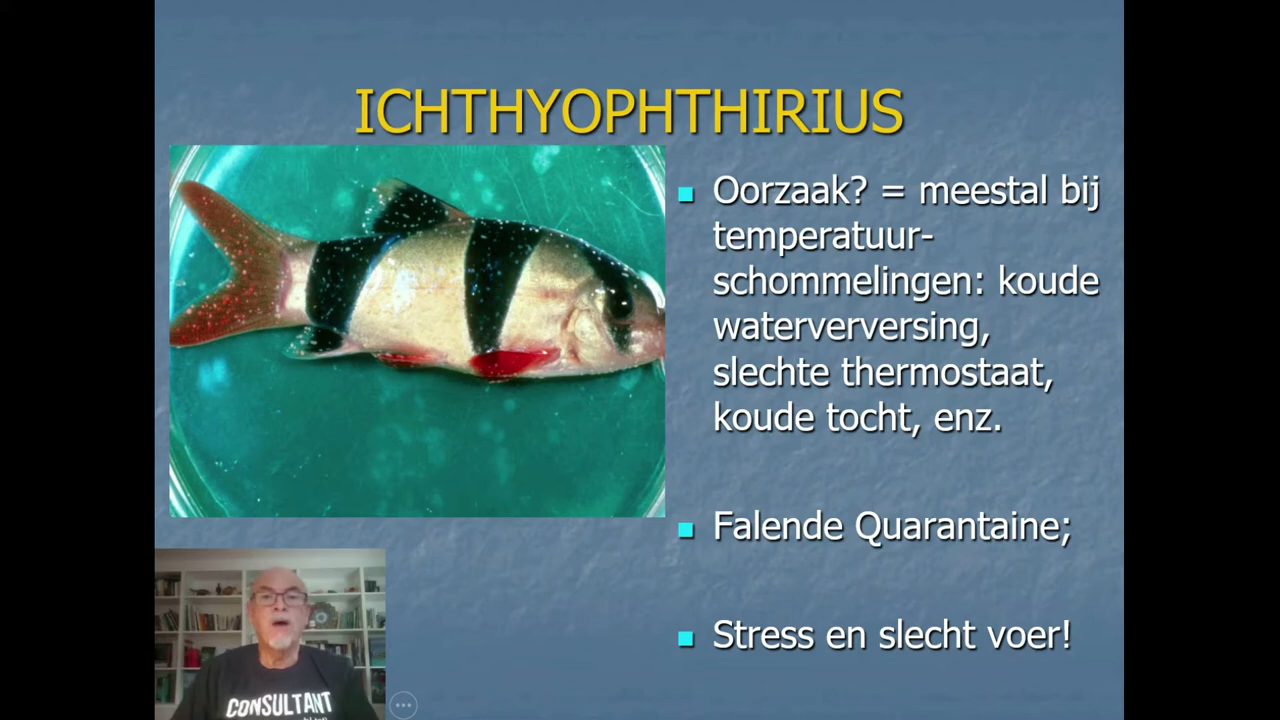 ICHTHYOPHTHIRIUS
Oorzaak? = meestal bij
temperatuur-
schommelingen: koude
waterverversing,
slechte thermostaat,
koude tocht, enz.
Falende Quarantaine;
Stress en slecht voer!
CONSULTANT